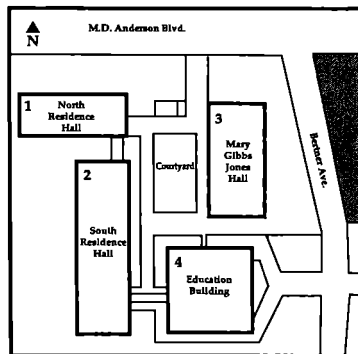 M.D. Anderson Blvd.
N
1
North
Residence
Hall
3
Mary
Gibbs
Jones
Hall
Bertner Ave.
2
Courtyard
South
Residence
Hall
4
Education
Building